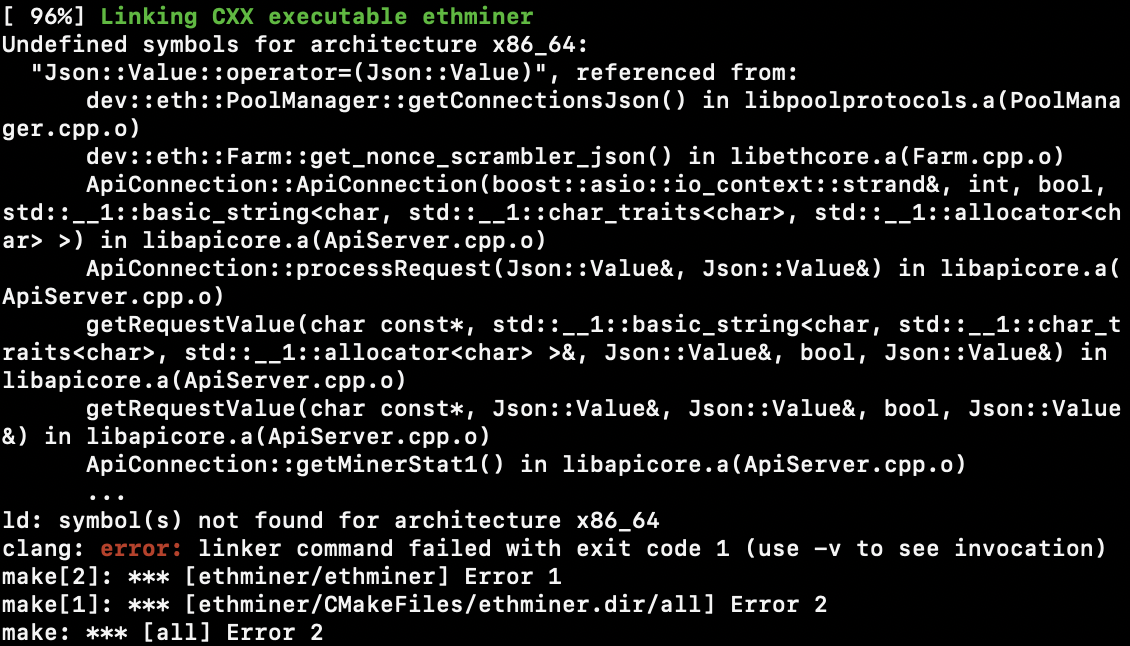 [ 96%] Linking CXX executable ethminer
Undefined symbols for architecture x86_64:
  "Json::Value::operator=(Json::Value)", referenced from:
      dev::eth::PoolManager::getConnectionsJson() in libpoolprotocols.a(PoolMana
ger.cpp.o)
      dev::eth::Farm::get_nonce_scrambler_json() in libethcore.a(Farm.cpp.o)
      ApiConnection::ApiConnection(boost::asio::io_context::strand&, int, bool,
std::__1::basic_string<char, std::__1::char_traits<char>, std::__1::allocator<ch
ar> >) in libapicore.a(ApiServer.cpp.o)
      ApiConnection::processRequest(Json::Value&, Json::Value&) in libapicore.a(
ApiServer.cpp.o)
      getRequestValue(char const*, std::__1::basic_string<char, std::__1::char_t
raits<char>, std::__1::allocator<char> >&, Json::Value&, bool, Json::Value&) in
libapicore.a(ApiServer.cpp.o)
      getRequestValue(char const*, Json::Value&, Json::Value&, bool, Json::Value
&) in libapicore.a(ApiServer.cpp.o)
      ApiConnection::getMinerStat1() in libapicore.a(ApiServer.cpp.o)
      ...
ld: symbol(s) not found for architecture x86_64
clang: error: linker command failed with exit code 1 (use -v to see invocation)
make[2]: *** [ethminer/ethminer] Error 1
make[1]: *** [ethminer/CMakeFiles/ethminer.dir/all] Error 2
make: *** [all] Error 2